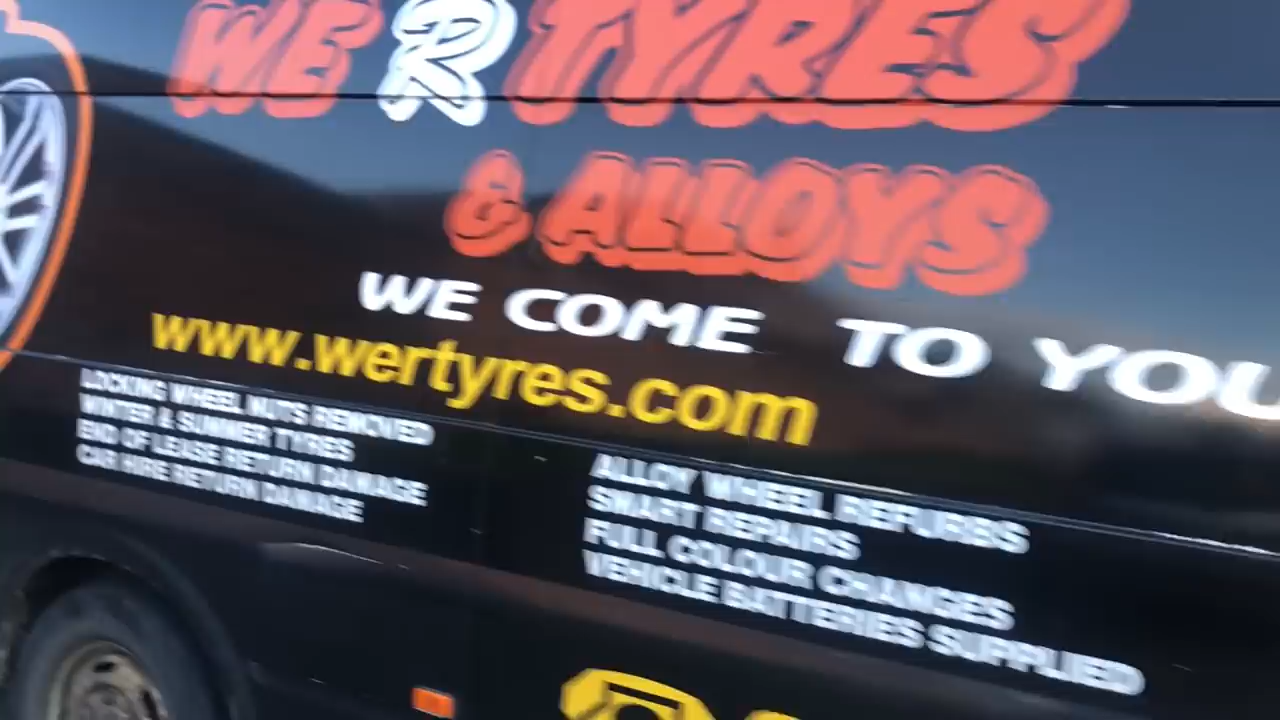 WE R TYRES
& ALLOYS
WE COME TO YOU
www.wertyres.com
LOCKING WHEEL NUTS REMOVED
WINTER & SUMMER TYRES
END OF LEASE RETURN DAMAGE
CAR HIRE RETURN DAMAGE
ALLOY WHEEL REFURBS
SMART REPAIRS
FULL COLOUR CHANGES
VEHICLE BATTERIES SUPPLIED